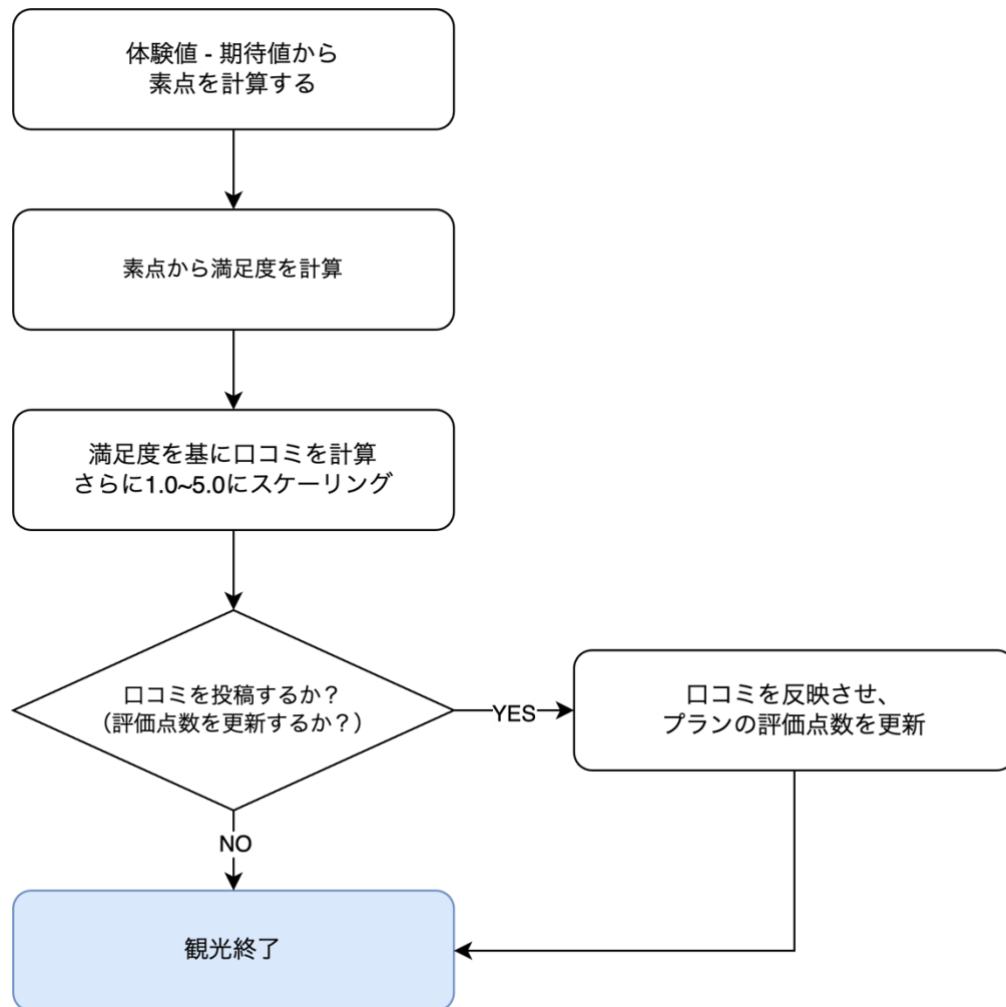 体験値 - 期待値から
素点を計算する
素点から満足度を計算
満足度を基に口コミを計算
さらに1.0~5.0にスケーリング
口コミを投稿するか？
（評価点数を更新するか？）
YES
口コミを反映させ、
プランの評価点数を更新
NO
観光終了